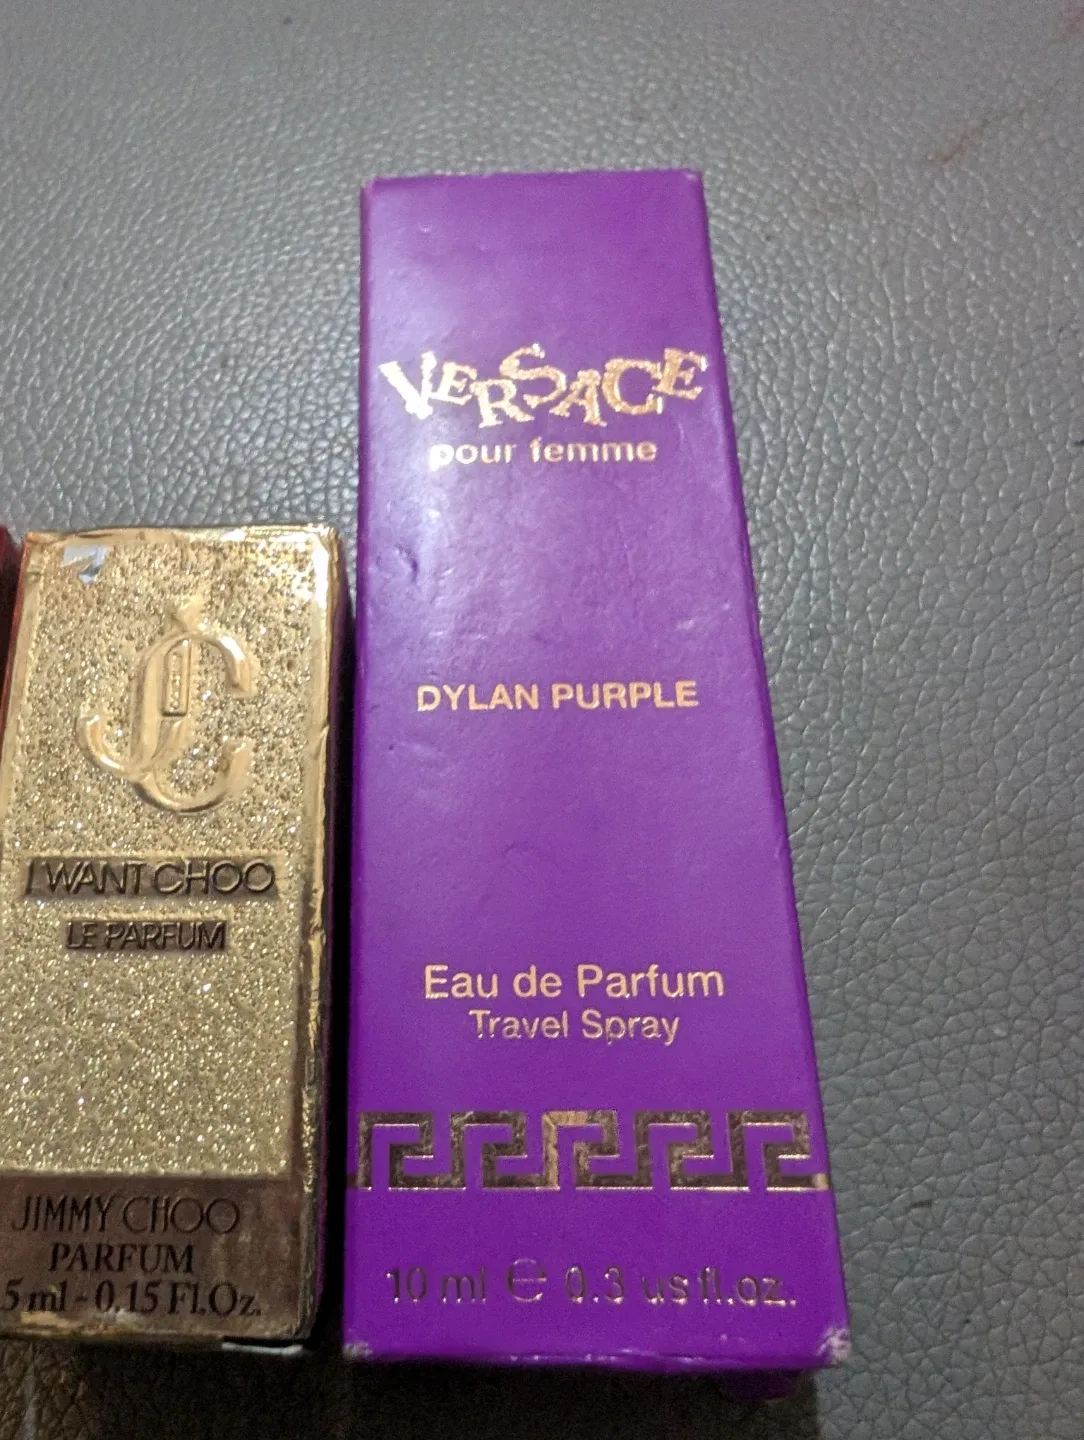 VERSACE
pour femme
DYLAN PURPLE
Eau de Parfum
Travel Spray
10 ml ℮ 0.3 us fl.oz.
JC
I WANT CHOO
LE PARFUM
JIMMY CHOO
PARFUM
5 ml - 0.15 Fl.Oz.